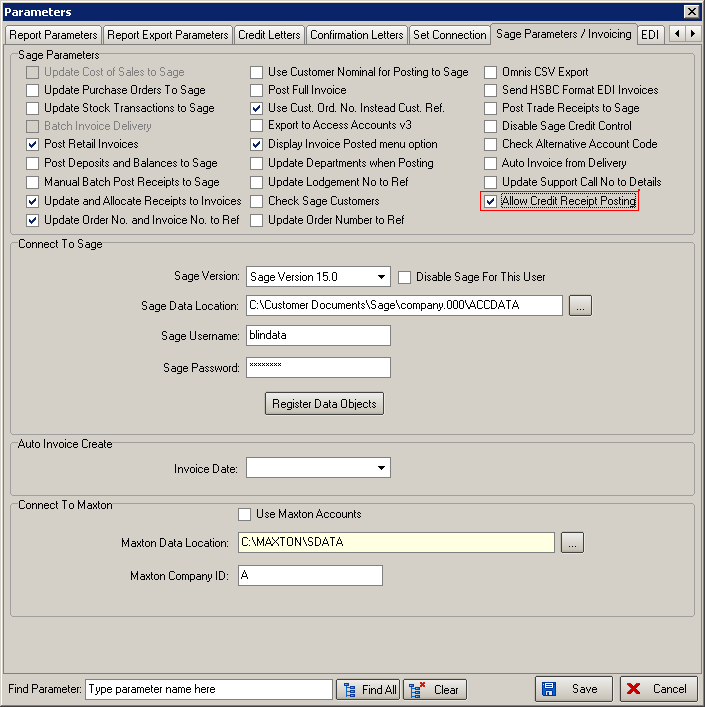 Parameters
Report Parameters Report Export Parameters Credit Letters Confirmation Letters Set Connection Sage Parameters / Invoicing EDI
Sage Parameters
Update Cost of Sales to Sage Use Customer Nominal for Posting to Sage Omnis CSV Export
Update Purchase Orders To Sage Post Full Invoice Send HSBC Format EDI Invoices
Update Stock Transactions to Sage Use Cust. Ord. No. Instead Cust. Ref. Post Trade Receipts to Sage
Batch Invoice Delivery Export to Access Accounts v3 Disable Sage Credit Control
Post Retail Invoices Display Invoice Posted menu option Check Alternative Account Code
Post Deposits and Balances to Sage Update Departments when Posting Auto Invoice from Delivery
Manual Batch Post Receipts to Sage Update Lodgement No to Ref Update Support Call No to Details
Update and Allocate Receipts to Invoices Check Sage Customers Allow Credit Receipt Posting
Update Order No. and Invoice No. to Ref Update Order Number to Ref
Connect To Sage
Sage Version: Sage Version 15.0 Disable Sage For This User
Sage Data Location: C:\Customer Documents\Sage\company.000\ACCDATA ...
Sage Username: blindata
Sage Password: ********
Register Data Objects
Auto Invoice Create
Invoice Date:
Connect To Maxton
Use Maxton Accounts
Maxton Data Location: C:\MAXTON\SDATA ...
Maxton Company ID: A
Find Parameter: Type parameter name here Find All Clear Save Cancel